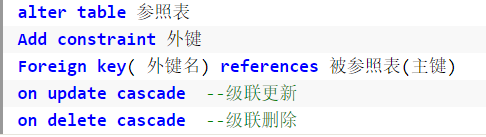 alter table 参照表
Add constraint 外键
Foreign key( 外键名) references 被参照表(主键)
on update cascade  --级联更新
on delete cascade  --级联删除